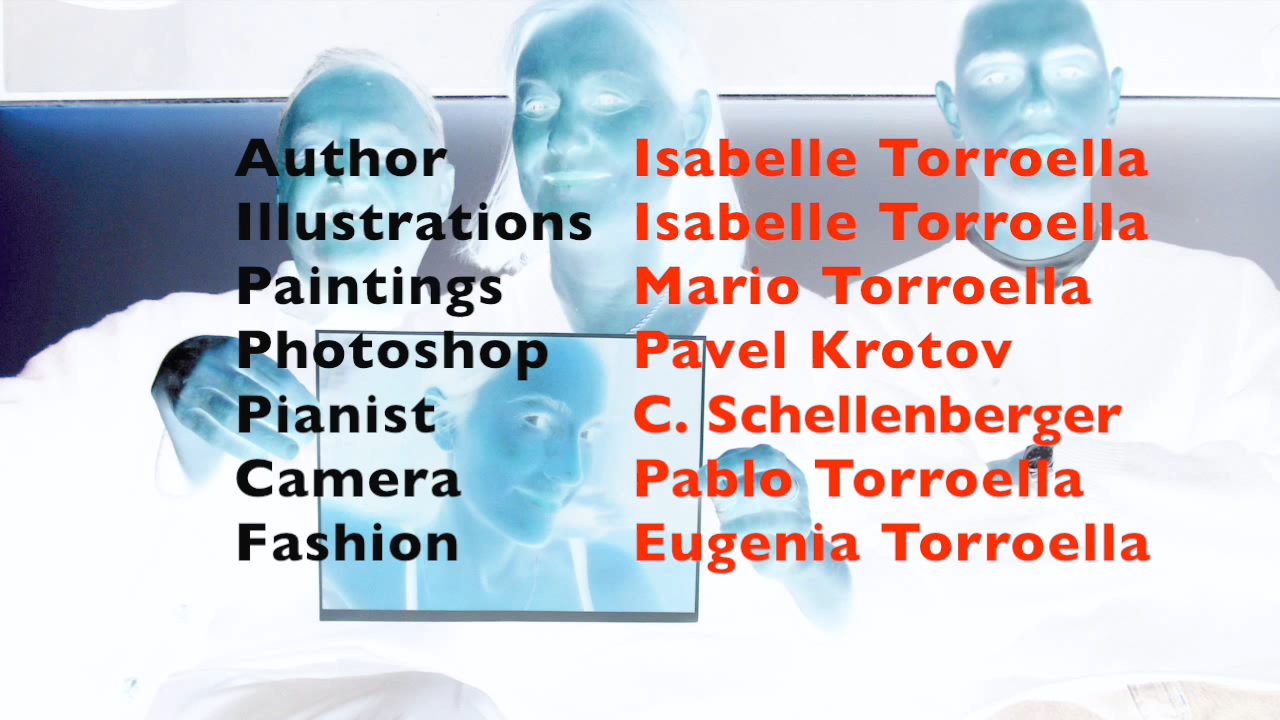 Author Isabelle Torroella
Illustrations Isabelle Torroella
Paintings Mario Torroella
Photoshop Pavel Krotov
Pianist C. Schellenberger
Camera Pablo Torroella
Fashion Eugenia Torroella